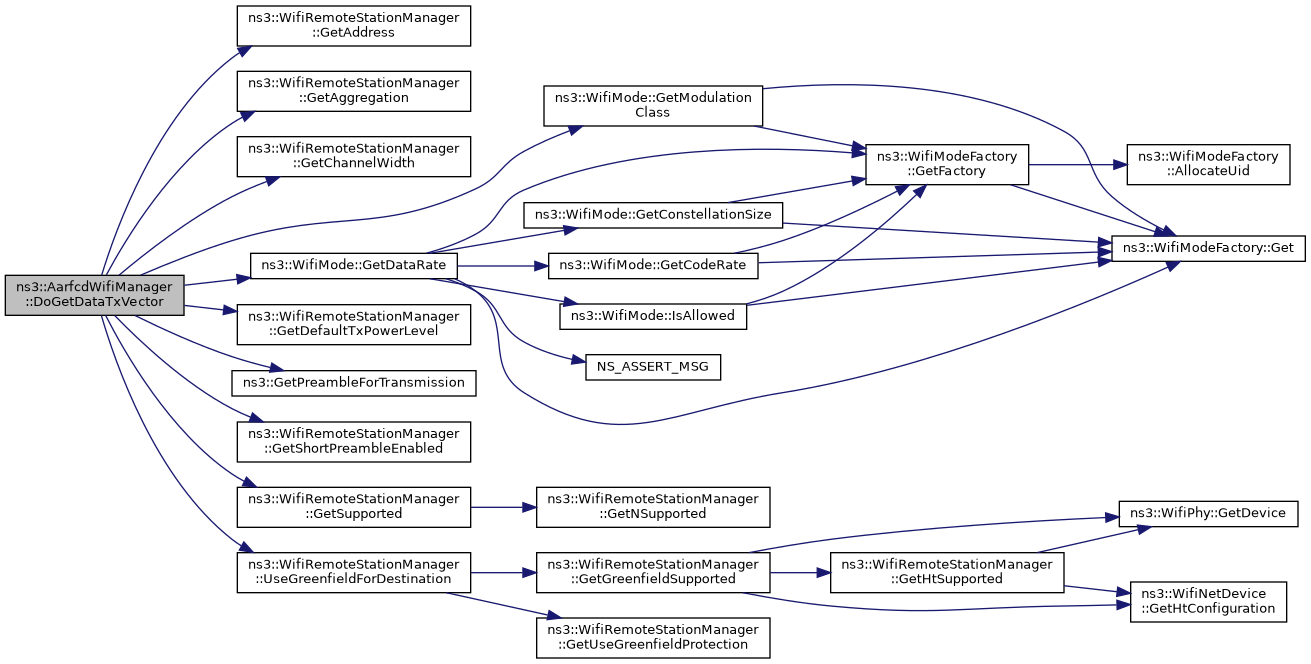 ns3::WifiRemoteStationManager
::GetAddress
ns3::WifiRemoteStationManager
::GetAggregation
ns3::WifiRemoteStationManager
::GetChannelWidth
ns3::WifiMode::GetModulation
Class
ns3::WifiModeFactory
::GetFactory
ns3::WifiModeFactory
::AllocateUid
ns3::WifiMode::GetConstellationSize
ns3::WifiModeFactory::Get
ns3::AarfcdWifiManager
::DoGetDataTxVector
ns3::WifiMode::GetDataRate
ns3::WifiMode::GetCodeRate
ns3::WifiMode::IsAllowed
ns3::WifiRemoteStationManager
::GetDefaultTxPowerLevel
NS_ASSERT_MSG
ns3::GetPreambleForTransmission
ns3::WifiRemoteStationManager
::GetShortPreambleEnabled
ns3::WifiRemoteStationManager
::GetSupported
ns3::WifiRemoteStationManager
::GetNSupported
ns3::WifiPhy::GetDevice
ns3::WifiRemoteStationManager
::UseGreenfieldForDestination
ns3::WifiRemoteStationManager
::GetGreenfieldSupported
ns3::WifiRemoteStationManager
::GetHtSupported
ns3::WifiNetDevice
::GetHtConfiguration
ns3::WifiRemoteStationManager
::GetUseGreenfieldProtection